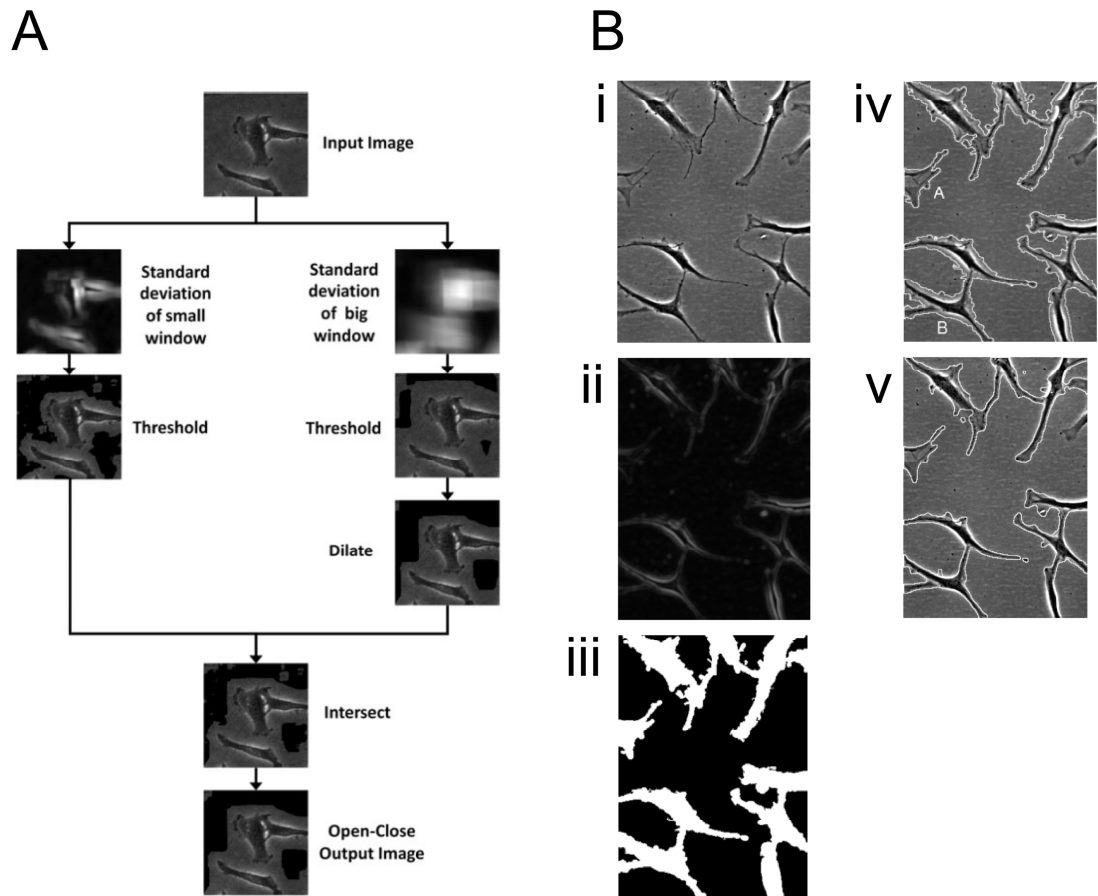 A
Input Image
Standard
deviation
of small
window
Standard
deviation
of big
window
Threshold
Threshold
Dilate
Intersect
Open-Close
Output Image
B
i
ii
iii
iv
A
B
v